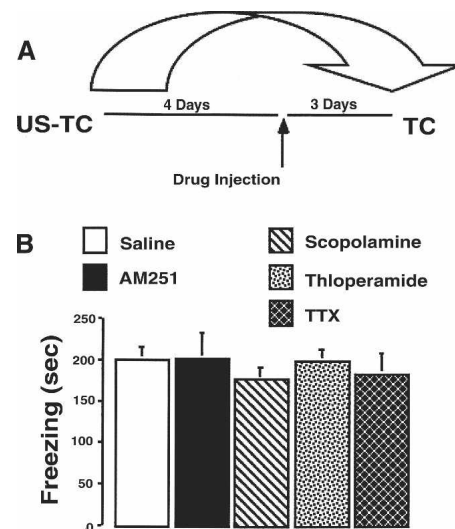 A
4 Days
3 Days
US-TC
TC
Drug Injection
B
Saline
Scopolamine
AM251
Thloperamide
TTX
Freezing (sec)
250
200
150
100
50
0